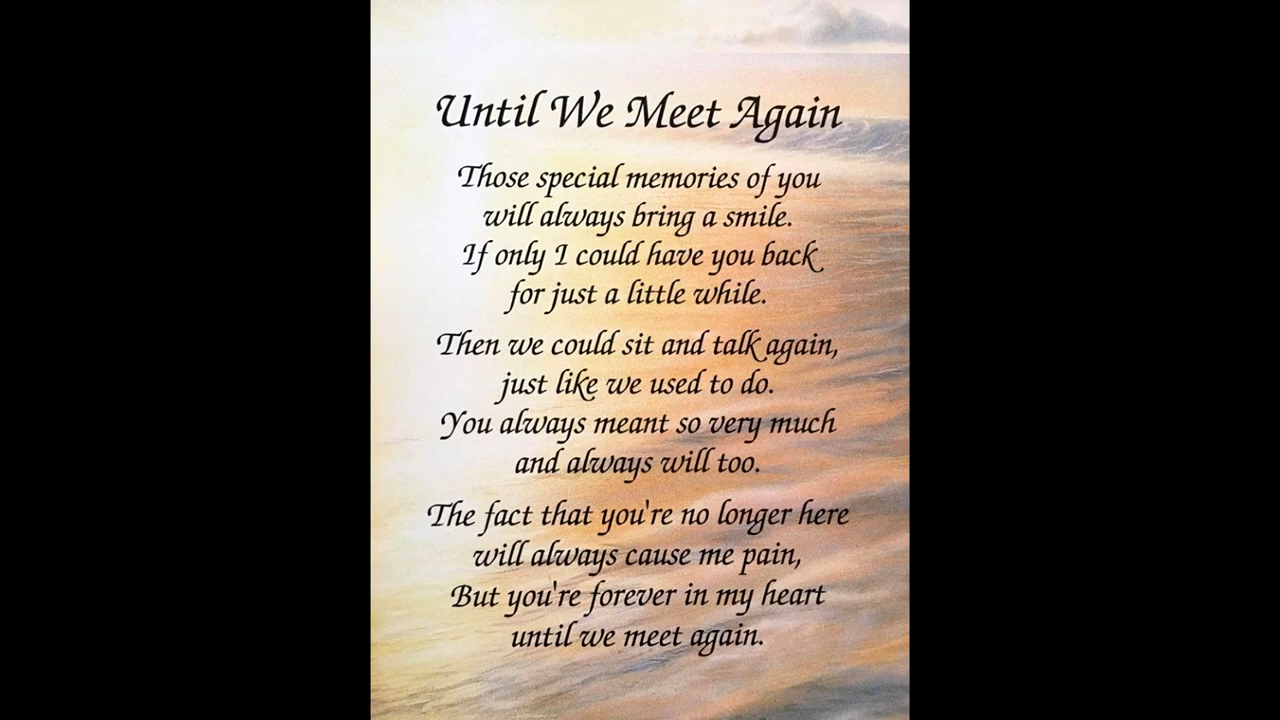 Until We Meet Again
Those special memories of you
will always bring a smile.
If only I could have you back
for just a little while.
Then we could sit and talk again,
just like we used to do.
You always meant so very much
and always will too.
The fact that you're no longer here
will always cause me pain,
But you're forever in my heart
until we meet again.